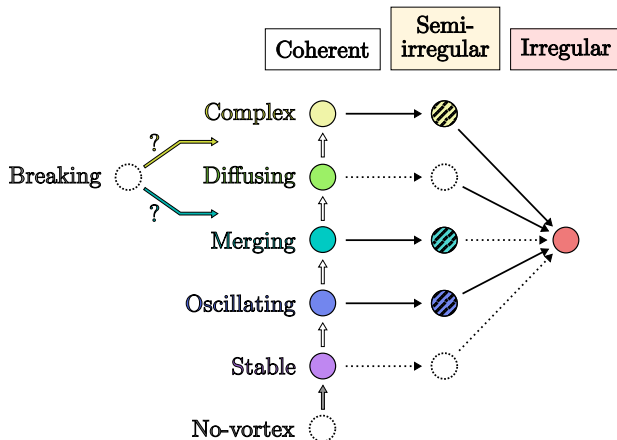 Coherent
Semi-
irregular
Irregular
Complex
?
Breaking
Diffusing
?
Merging
Oscillating
Stable
No-vortex